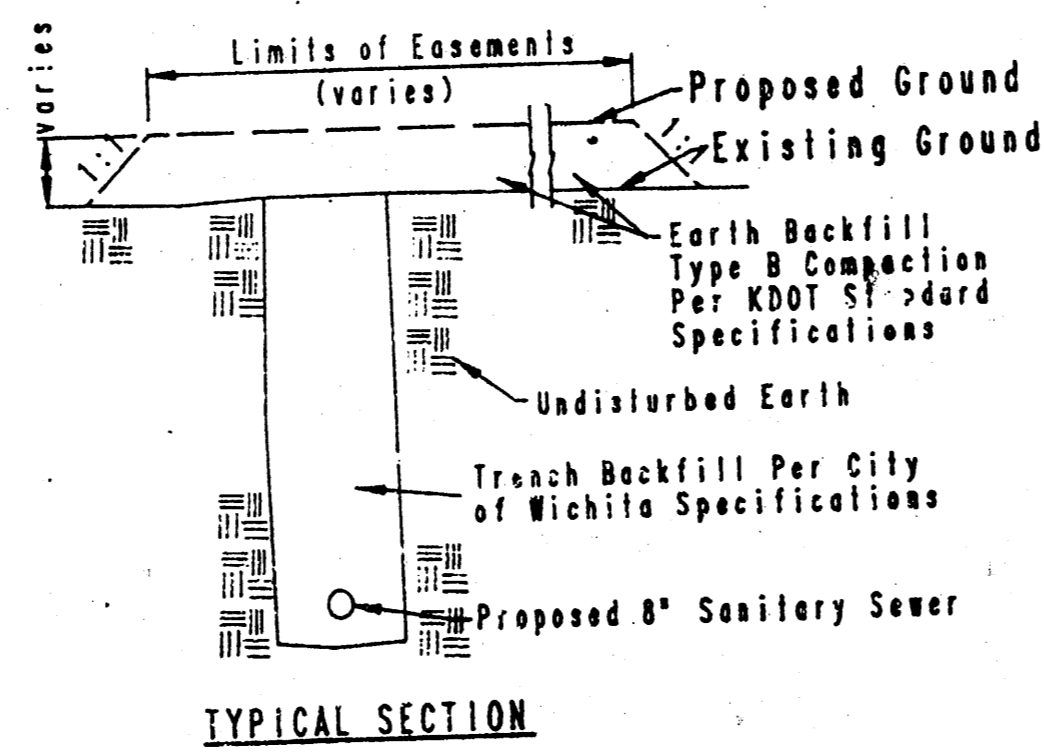 varies
Limits of Easements
(varies)
Proposed Ground
1:1
1:1
Existing Ground
Earth Backfill
Type B Compaction
Per KDOT
Specifications
Undisturbed Earth
Trench Backfill Per City
of Wichita Specifications
Proposed 8" Sanitary Sewer
TYPICAL SECTION